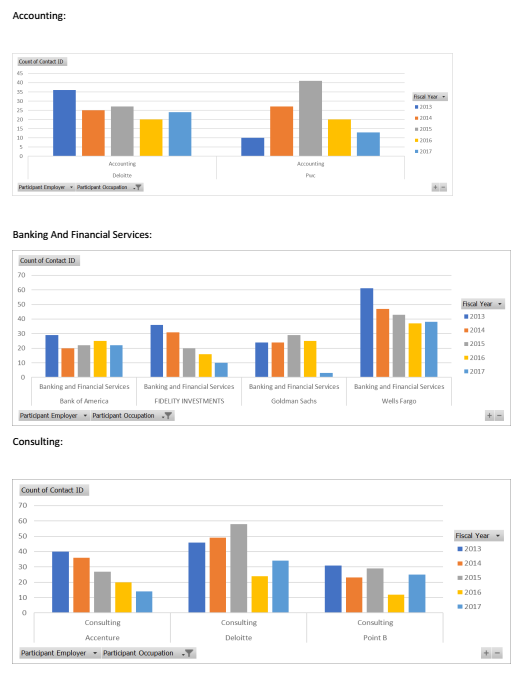 Accounting:
Count of Contact ID
45
40
35
30
25
20
15
10
5
0
Accounting Accounting
Deloitte Pwc
Fiscal Year
2013
2014
2015
2016
2017
Participant Employer Participant Occupation
+ −
Banking And Financial Services:
Count of Contact ID
70
60
50
40
30
20
10
0
Banking and Financial Services Banking and Financial Services Banking and Financial Services Banking and Financial Services
Bank of America FIDELITY INVESTMENTS Goldman Sachs Wells Fargo
Fiscal Year
2013
2014
2015
2016
2017
Participant Employer Participant Occupation
+ −
Consulting:
Count of Contact ID
70
60
50
40
30
20
10
0
Consulting Consulting Consulting
Accenture Deloitte Point B
Fiscal Year
2013
2014
2015
2016
2017
Participant Employer Participant Occupation
+ −